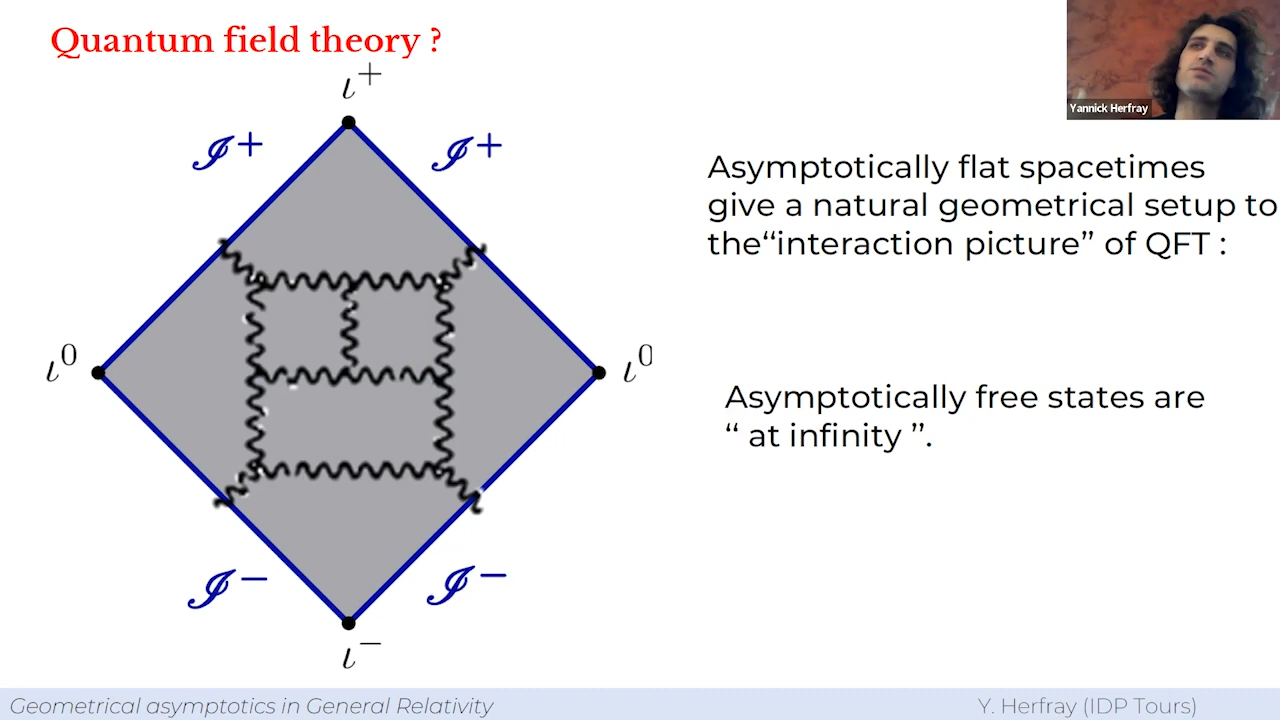 Quantum field theory ?
ι⁺
𝓘⁺
𝓘⁺
Yannick Herfray
Asymptotically flat spacetimes
give a natural geometrical setup to
the“interaction picture” of QFT :
ι⁰
ι⁰
Asymptotically free states are
“ at infinity ”.
𝓘⁻
𝓘⁻
ι⁻
Geometrical asymptotics in General Relativity
Y. Herfray (IDP Tours)